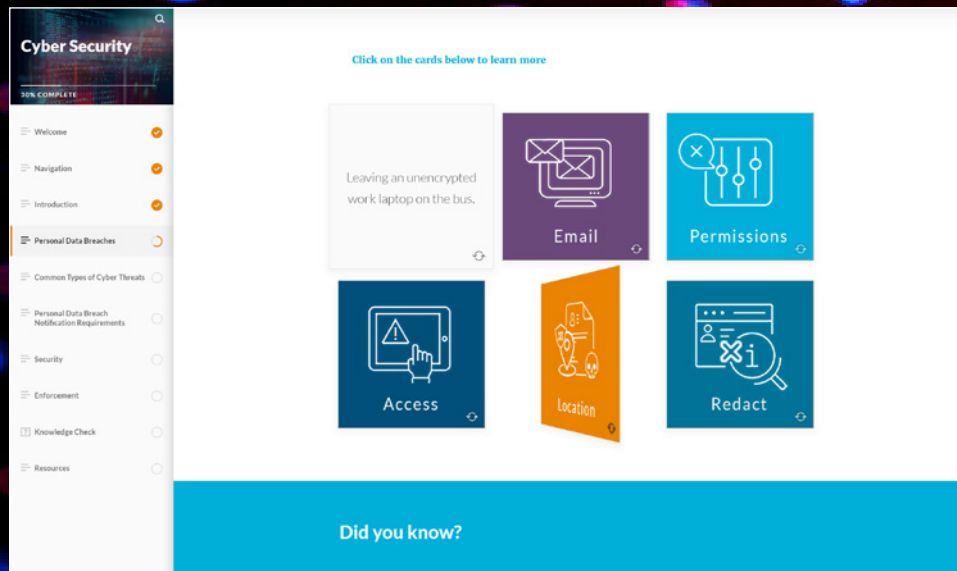 Cyber Security
30% COMPLETE
Welcome
Navigation
Introduction
Personal Data Breaches
Common Types of Cyber Threats
Personal Data Breach
Notification Requirements
Security
Enforcement
Knowledge Check
Resources
Click on the cards below to learn more
Leaving an unencrypted
work laptop on the bus.
Email
Permissions
Access
Location
Redact
Did you know?